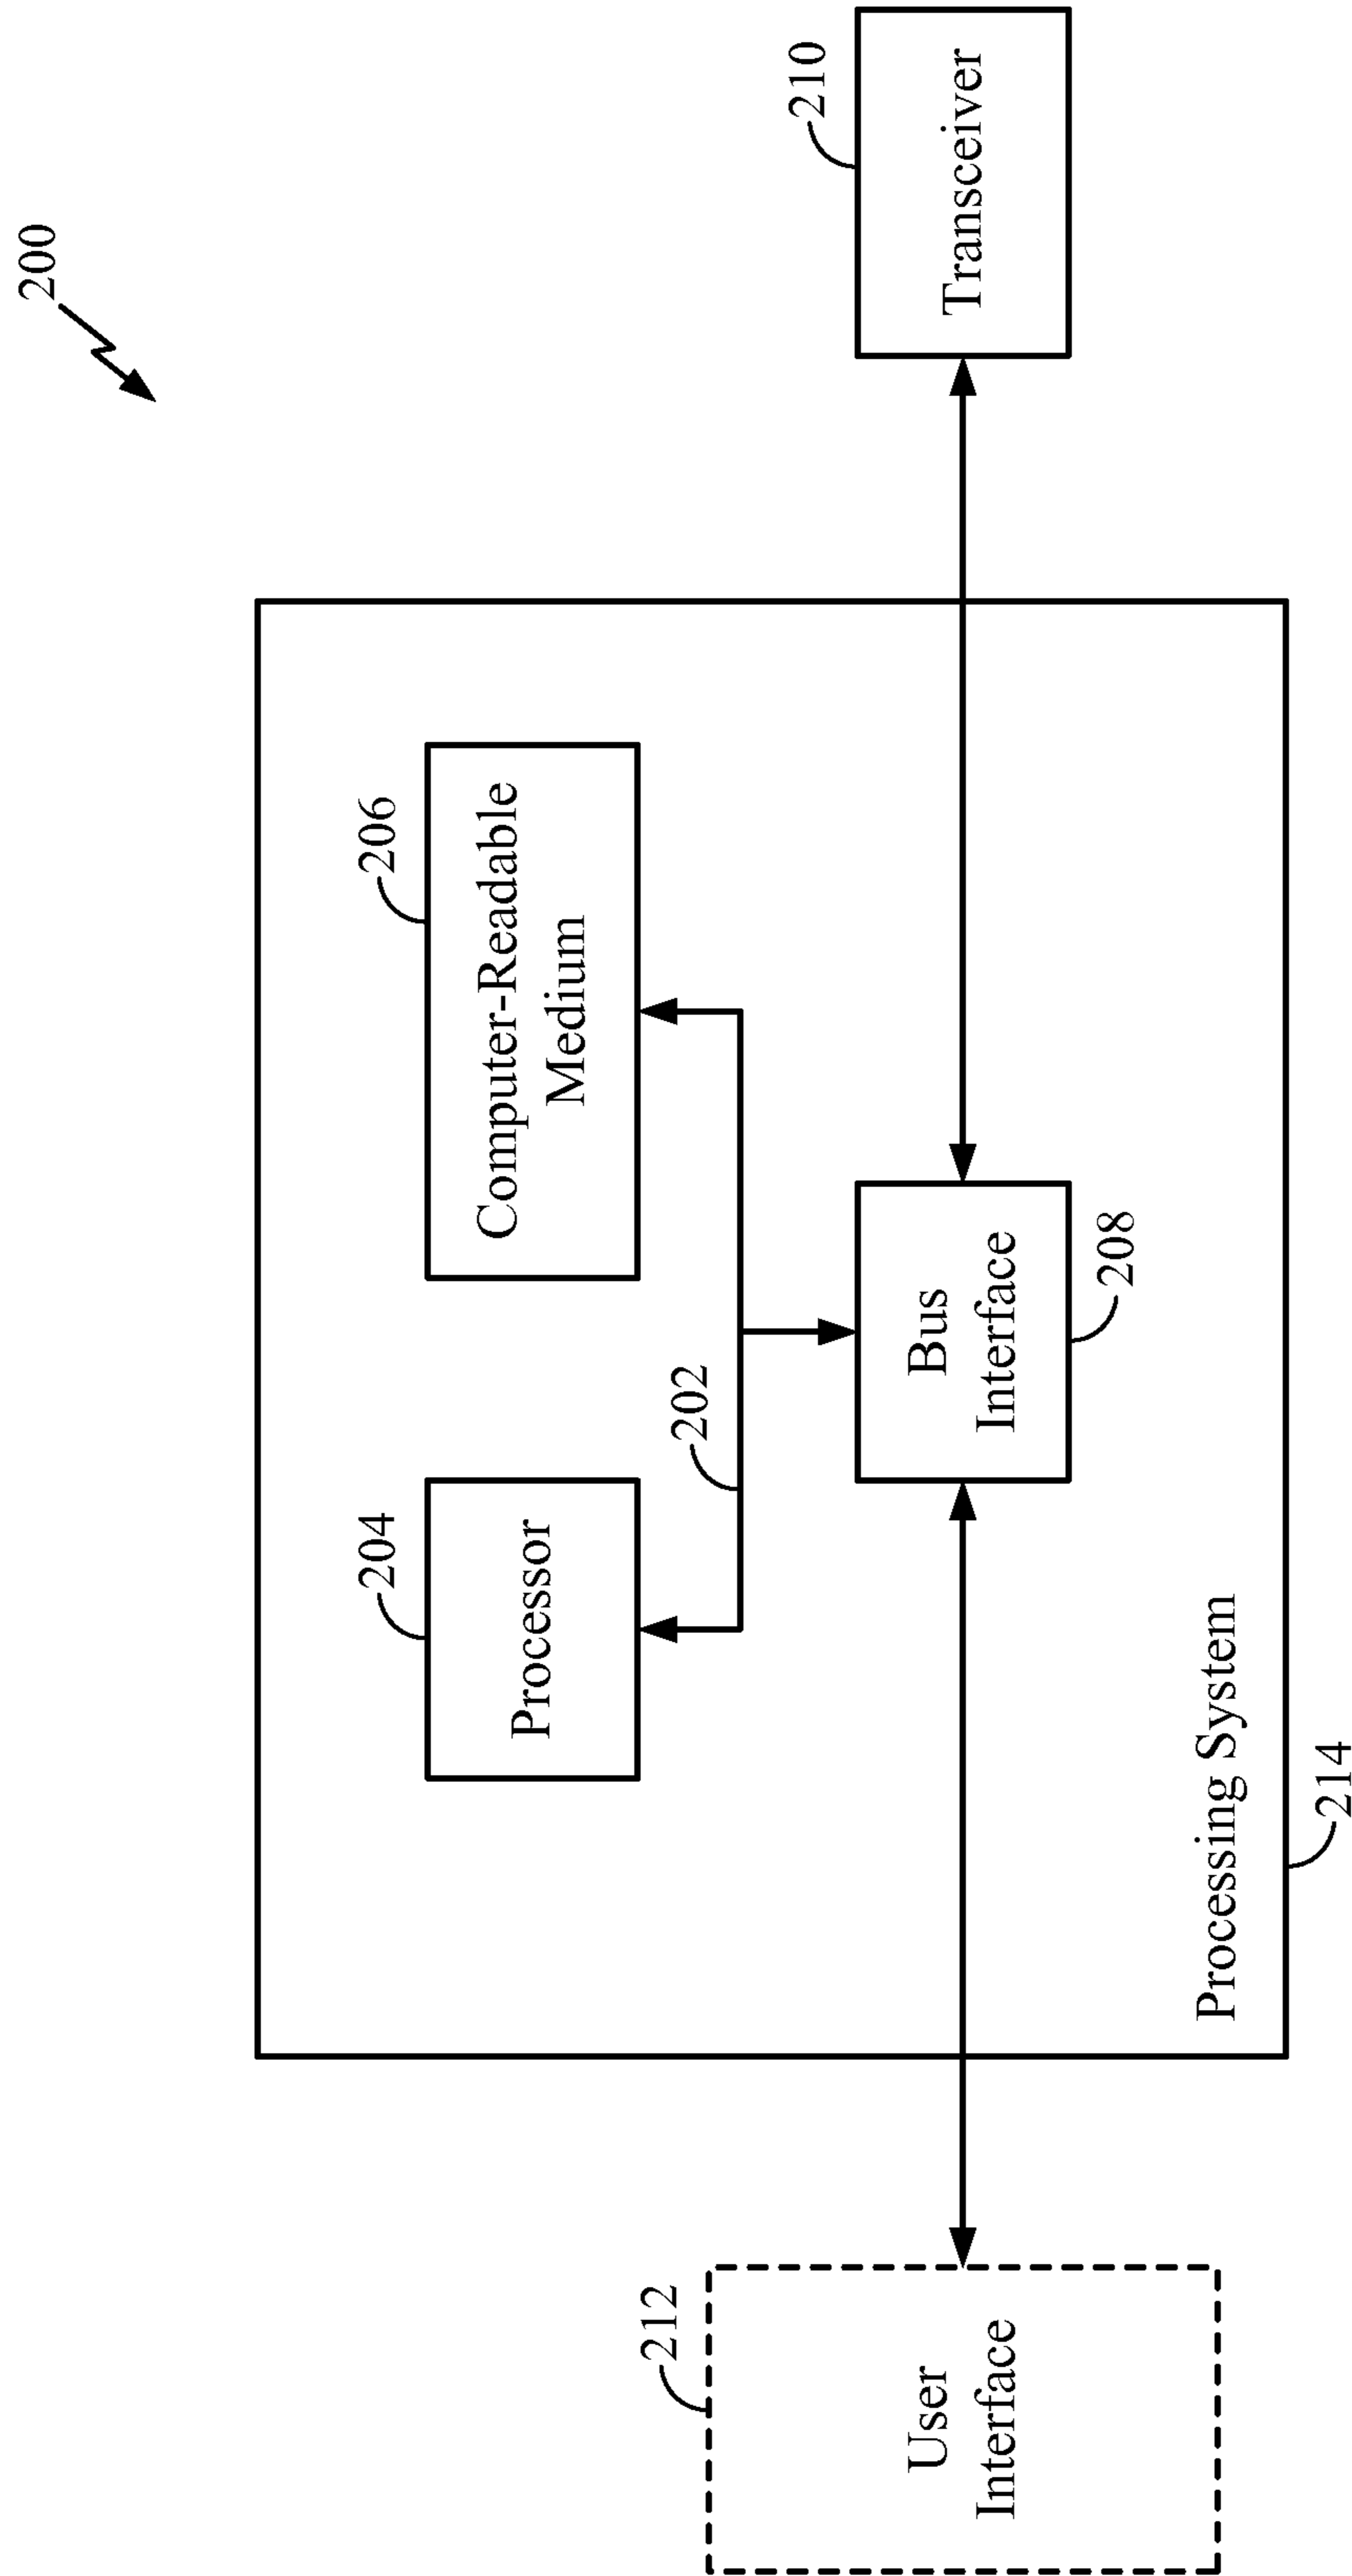 200
206
Computer-Readable
Medium
204
Processor
202
210
Transceiver
212
User
Interface
Bus
Interface
208
Processing System
214